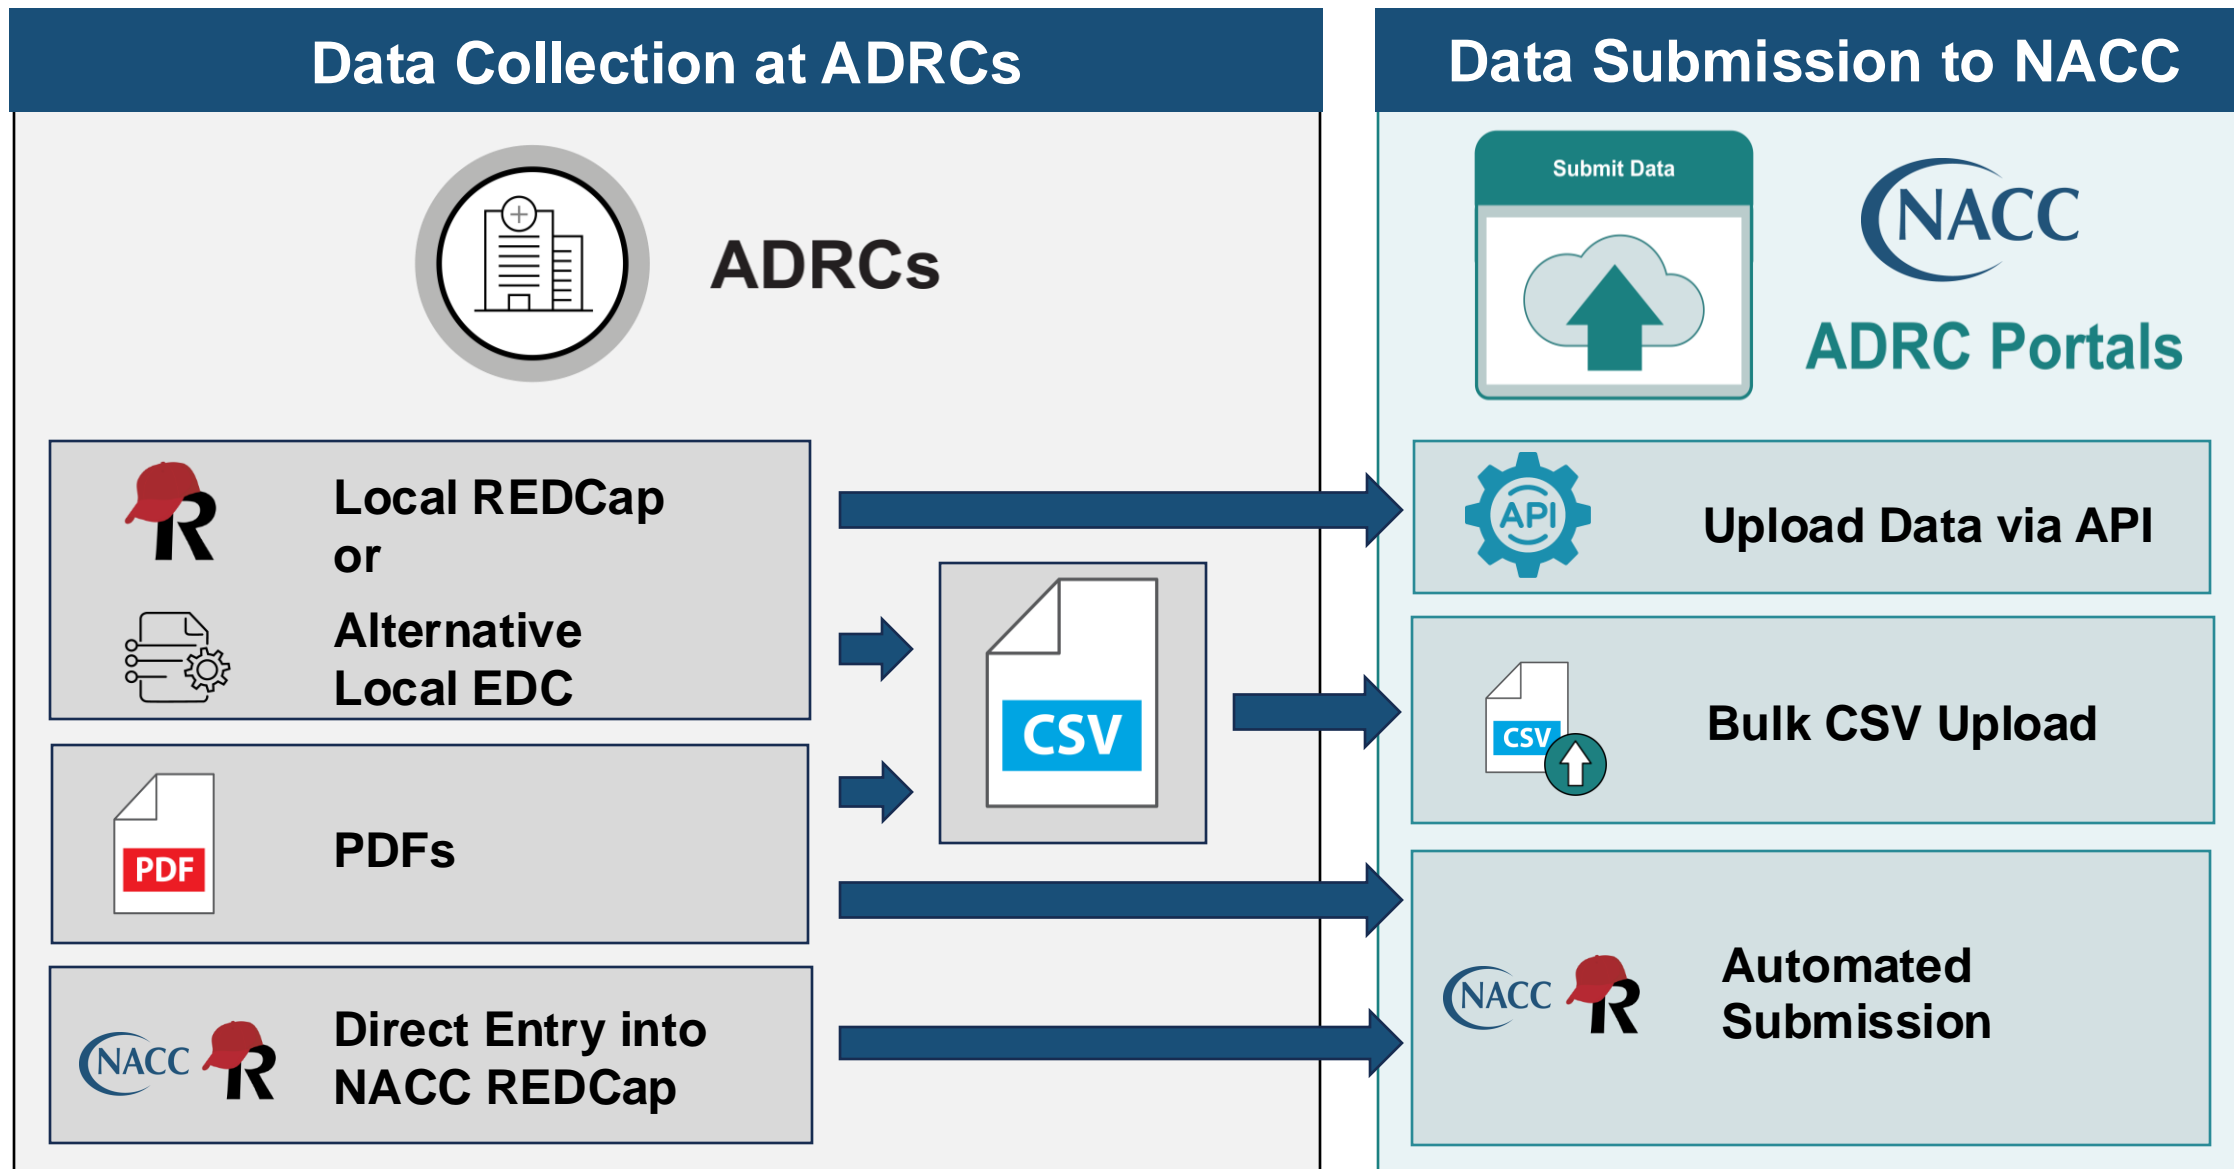 Data Collection at ADRCs
ADRCs
Local REDCap
or
Alternative
Local EDC
CSV
PDF
PDFs
NACC R
Direct Entry into
NACC REDCap
Data Submission to NACC
Submit Data
NACC
ADRC Portals
API
Upload Data via API
CSV
Bulk CSV Upload
NACC R
Automated
Submission